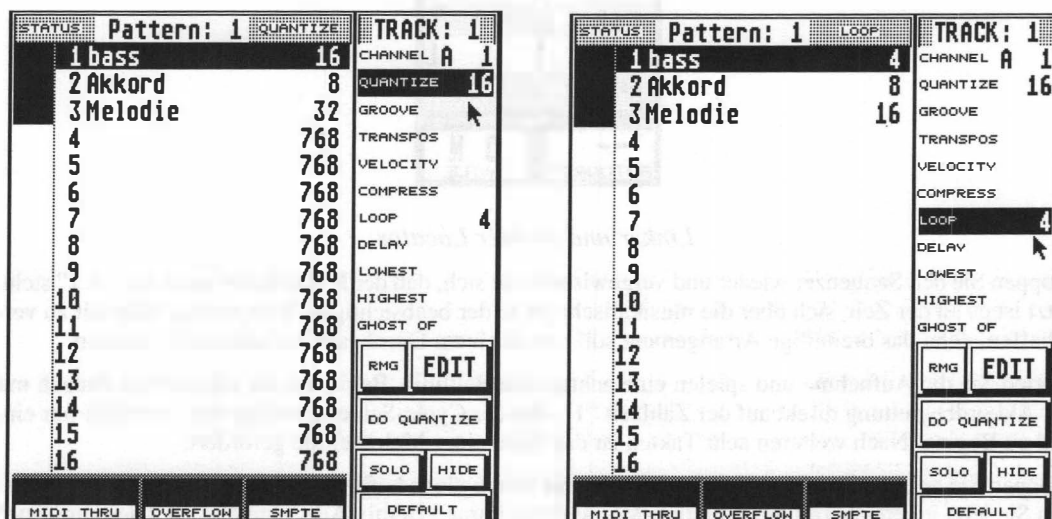 STATUS Pattern: 1 QUANTIZE
1 bass 16
2 Akkord 8
3 Melodie 32
4 768
5 768
6 768
7 768
8 768
9 768
10 768
11 768
12 768
13 768
14 768
15 768
16 768
MIDI THRU OVERFLOW SMPTE
TRACK: 1
CHANNEL A 1
QUANTIZE 16
GROOVE
TRANSPOS
VELOCITY
COMPRESS
LOOP 4
DELAY
LOWEST
HIGHEST
GHOST OF
RMG EDIT
DO QUANTIZE
SOLO HIDE
DEFAULT
STATUS Pattern: 1 LOOP
1 bass 4
2 Akkord 8
3 Melodie 16
4
5
6
7
8
9
10
11
12
13
14
15
16
MIDI THRU OVERFLOW SMPTE
TRACK: 1
CHANNEL A 1
QUANTIZE 16
GROOVE
TRANSPOS
VELOCITY
COMPRESS
LOOP 4
DELAY
LOWEST
HIGHEST
GHOST OF
RMG EDIT
DO QUANTIZE
SOLO HIDE
DEFAULT